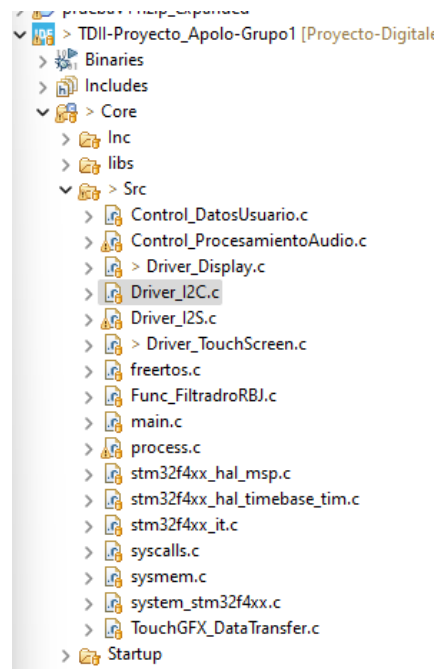 > TDII-Proyecto_Apolo-Grupo1 [Proyecto-Digitale
Binaries
Includes
> Core
Inc
libs
> Src
Control_DatosUsuario.c
Control_ProcesamientoAudio.c
> Driver_Display.c
Driver_I2C.c
Driver_I2S.c
> Driver_TouchScreen.c
freertos.c
Func_FiltradroRBJ.c
main.c
process.c
stm32f4xx_hal_msp.c
stm32f4xx_hal_timebase_tim.c
stm32f4xx_it.c
syscalls.c
sysmem.c
system_stm32f4xx.c
TouchGFX_DataTransfer.c
Startup